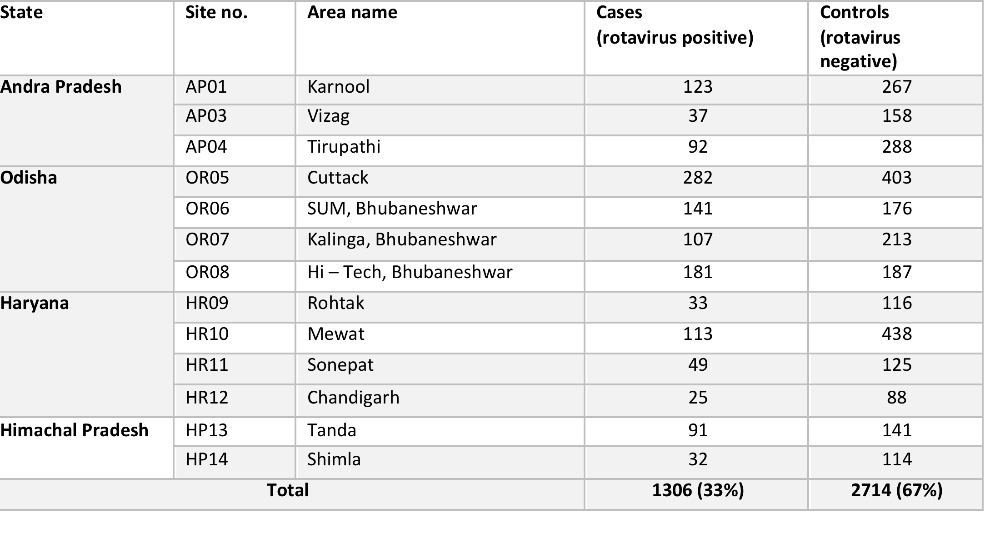 State Site no. Area name Cases (rotavirus positive) Controls (rotavirus negative)
Andra Pradesh AP01 Karnool 123 267
AP03 Vizag 37 158
AP04 Tirupathi 92 288
Odisha OR05 Cuttack 282 403
OR06 SUM, Bhubaneshwar 141 176
OR07 Kalinga, Bhubaneshwar 107 213
OR08 Hi – Tech, Bhubaneshwar 181 187
Haryana HR09 Rohtak 33 116
HR10 Mewat 113 438
HR11 Sonepat 49 125
HR12 Chandigarh 25 88
Himachal Pradesh HP13 Tanda 91 141
HP14 Shimla 32 114
Total 1306 (33%) 2714 (67%)